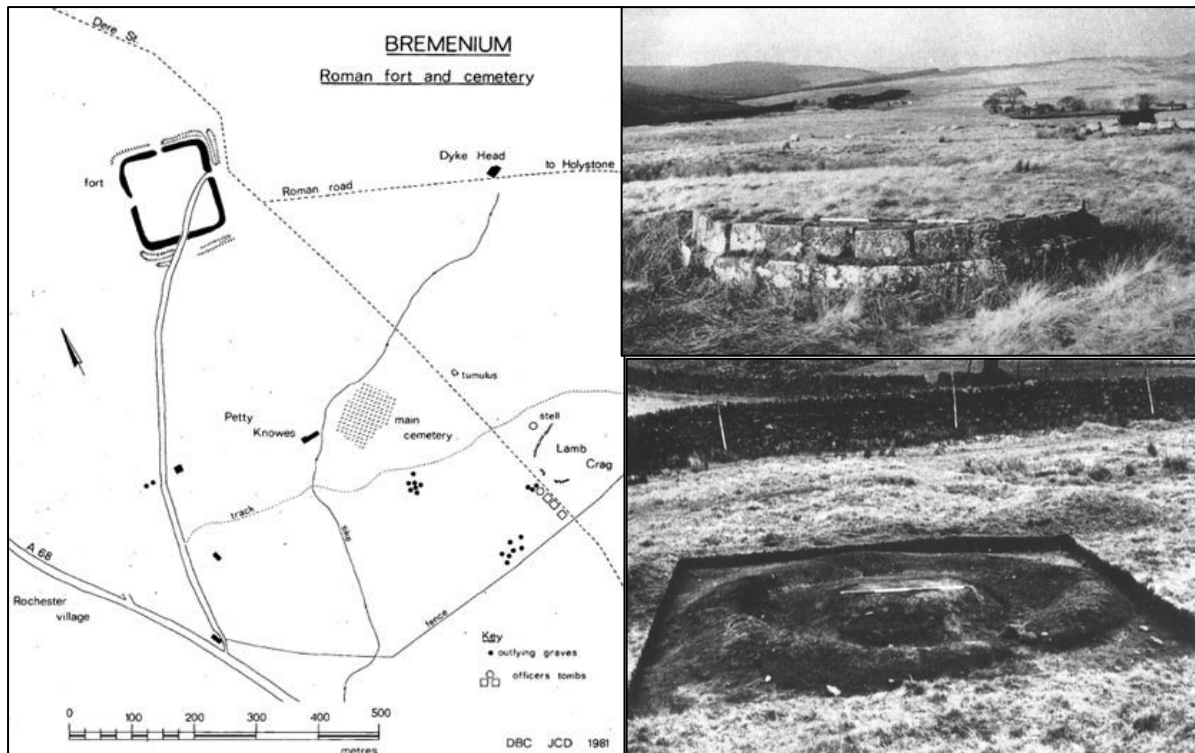 Dere St.
BREMENIUM
Roman fort and cemetery
Dyke Head
to Holystone
fort
Roman road
tumulus
Petty
Knowes
main
cemetery
stell
Lamb
Crag
track
sike
A 68
Rochester
village
fence
Key
outlying graves
officers tombs
0 100 200 300 400 500
metres
DBC JCD 1981